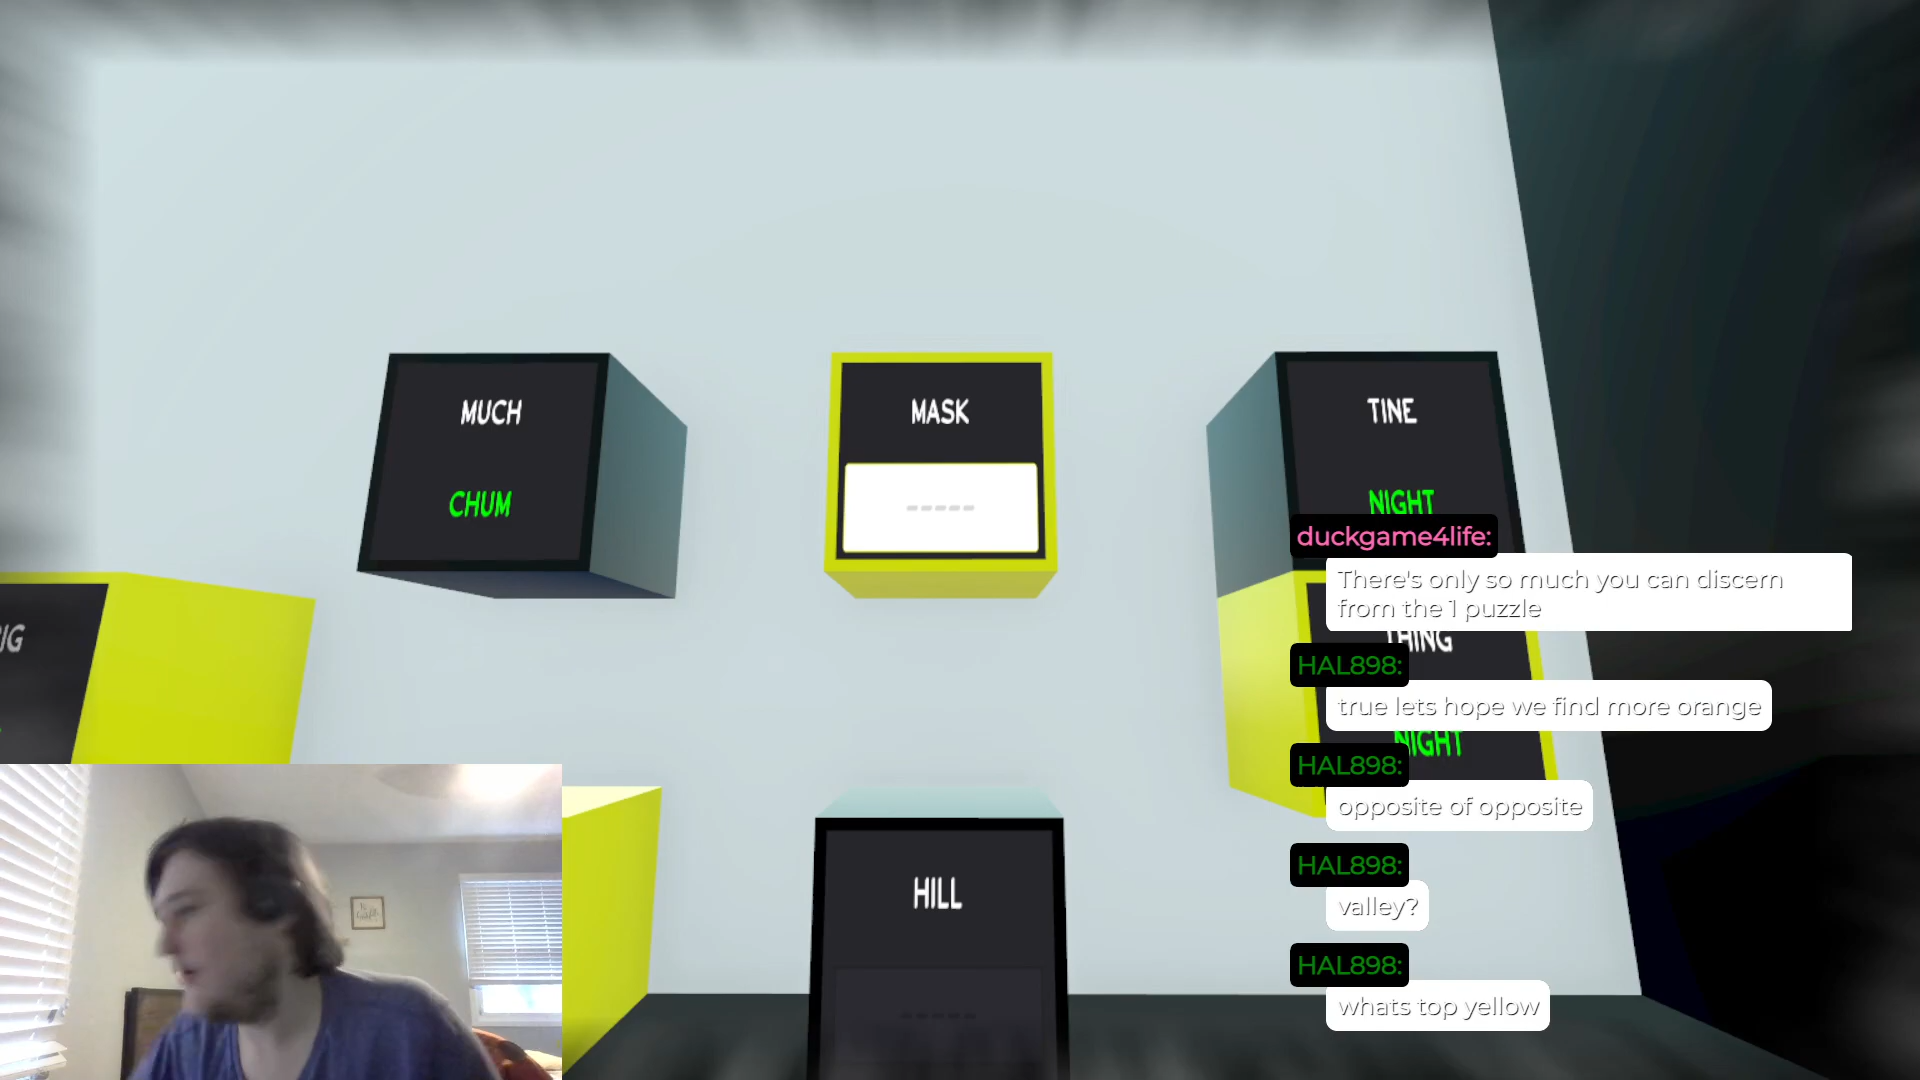 MUCH
CHUM
MASK
-----
TINE
NIGHT
THING
NIGHT
HILL
------
duckgame4life:
There's only so much you can discern
from the 1 puzzle
HAL898:
true lets hope we find more orange
HAL898:
opposite of opposite
HAL898:
valley?
HAL898:
whats top yellow